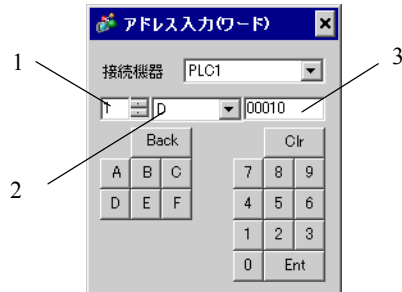 アドレス入力(ワード)
接続機器 PLC1
1 D 00010
Back Clr
A B C 7 8 9
D E F 4 5 6
1 2 3
0 Ent
1
2
3